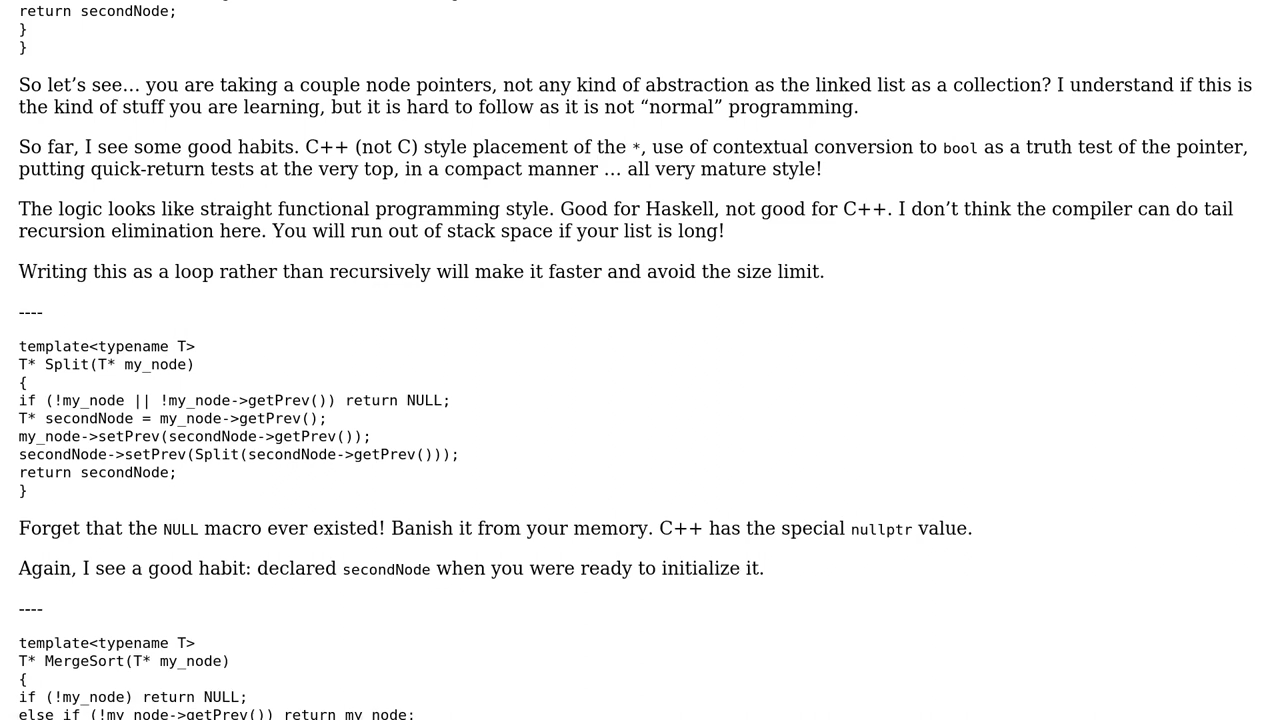 return secondNode;
}
}
So let’s see… you are taking a couple node pointers, not any kind of abstraction as the linked list as a collection? I understand if this is
the kind of stuff you are learning, but it is hard to follow as it is not “normal” programming.
So far, I see some good habits. C++ (not C) style placement of the *, use of contextual conversion to bool as a truth test of the pointer,
putting quick-return tests at the very top, in a compact manner … all very mature style!
The logic looks like straight functional programming style. Good for Haskell, not good for C++. I don’t think the compiler can do tail
recursion elimination here. You will run out of stack space if your list is long!
Writing this as a loop rather than recursively will make it faster and avoid the size limit.
----
template<typename T>
T* Split(T* my_node)
{
if (!my_node || !my_node->getPrev()) return NULL;
T* secondNode = my_node->getPrev();
my_node->setPrev(secondNode->getPrev());
secondNode->setPrev(Split(secondNode->getPrev()));
return secondNode;
}
Forget that the NULL macro ever existed! Banish it from your memory. C++ has the special nullptr value.
Again, I see a good habit: declared secondNode when you were ready to initialize it.
----
template<typename T>
T* MergeSort(T* my_node)
{
if (!my_node) return NULL;
else if (!my_node->getPrev()) return my_node;